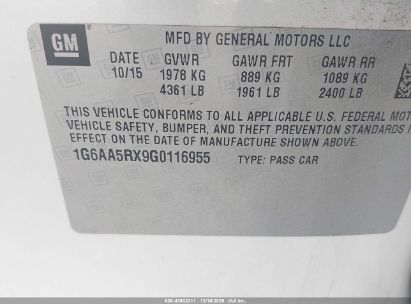 GM
MFD BY GENERAL MOTORS LLC
DATE GVWR GAWR FRT GAWR RR
10/15 1978 KG 889 KG 1089 KG
4361 LB 1961 LB 2400 LB
THIS VEHICLE CONFORMS TO ALL APPLICABLE U.S. FEDERAL MOT
VEHICLE SAFETY, BUMPER, AND THEFT PREVENTION STANDARDS I
EFFECT ON THE DATE OF MANUFACTURE SHOWN ABOVE.
1G6AA5RX9G0116955 TYPE: PASS CAR